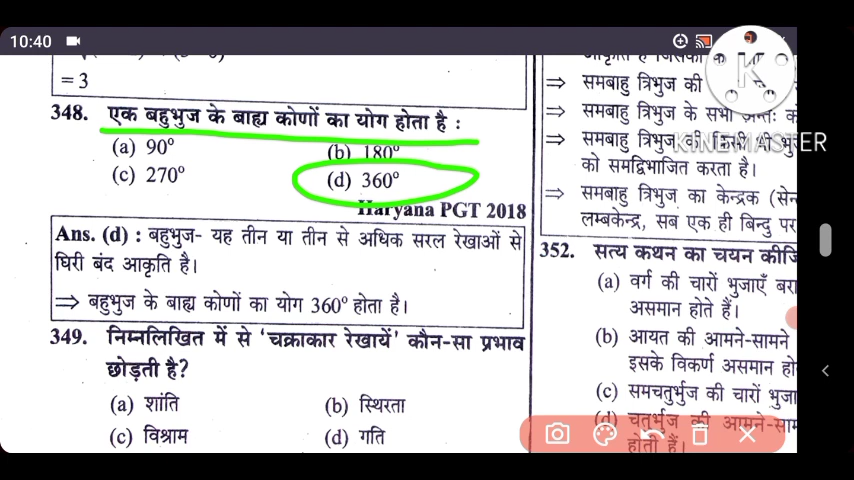 10:40
= 3
348. एक बहुभुज के बाह्य कोणों का योग होता है :
(a) 90° (b) 180°
(c) 270° (d) 360°
Haryana PGT 2018
Ans. (d) : बहुभुज- यह तीन या तीन से अधिक सरल रेखाओं से
घिरी बंद आकृति है।
⇒ बहुभुज के बाह्य कोणों का योग 360° होता है।
349. निम्नलिखित में से 'चक्राकार रेखायें' कौन-सा प्रभाव
छोड़ती है?
(a) शांति (b) स्थिरता
(c) विश्राम (d) गति
K
KINEMASTER
⇒ समबाहु त्रिभुज की
⇒ समबाहु त्रिभुज के सभी
⇒ समबाहु त्रिभुज की किसी भी
को समद्विभाजित करता है।
⇒ समबाहु त्रिभुज का केन्द्रक (सेन
लम्बकेन्द्र, सब एक ही बिन्दु पर
352. सत्य कथन का चयन कीजि
(a) वर्ग की चारों भुजाएँ बरा
असमान होते हैं।
(b) आयत की आमने-सामने
इसके विकर्ण असमान हो
(c) समचतुर्भुज की चारों भुजा
(d) चतुर्भुज की आमने-साम
होती हैं।